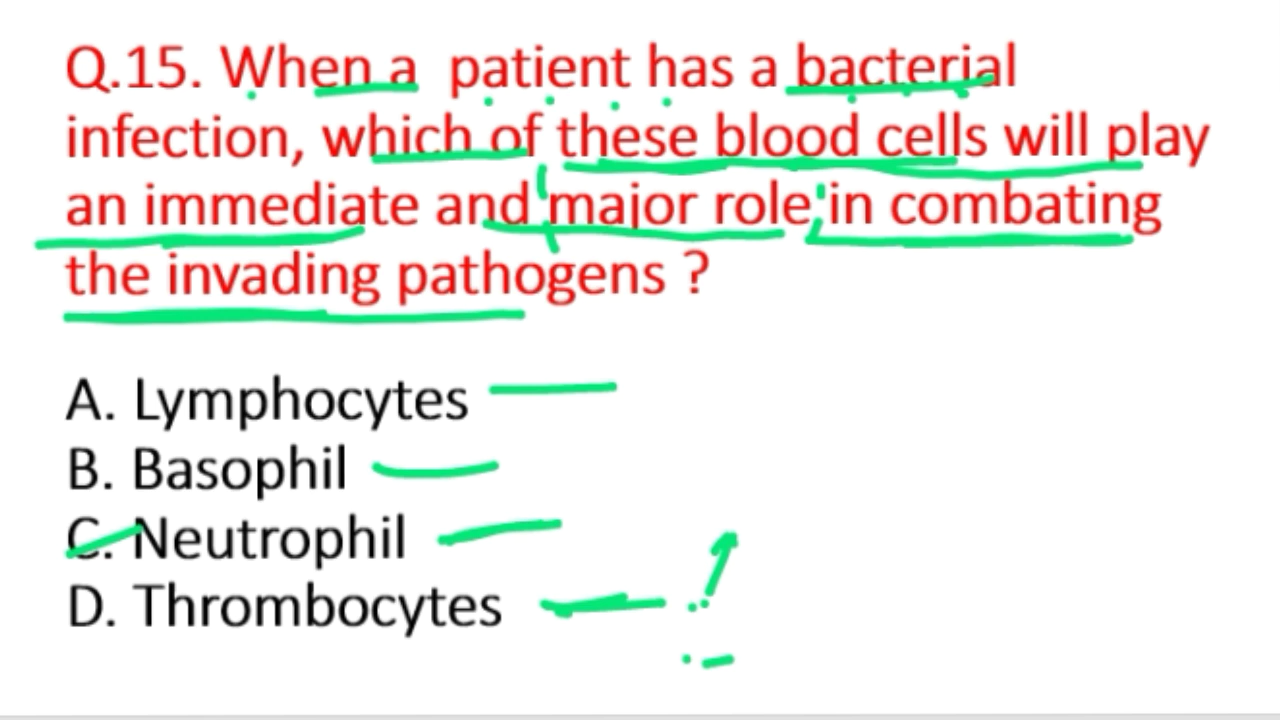 Q.15. When a patient has a bacterial
infection, which of these blood cells will play
an immediate and major role in combating
the invading pathogens ?
A. Lymphocytes
B. Basophil
C. Neutrophil
D. Thrombocytes